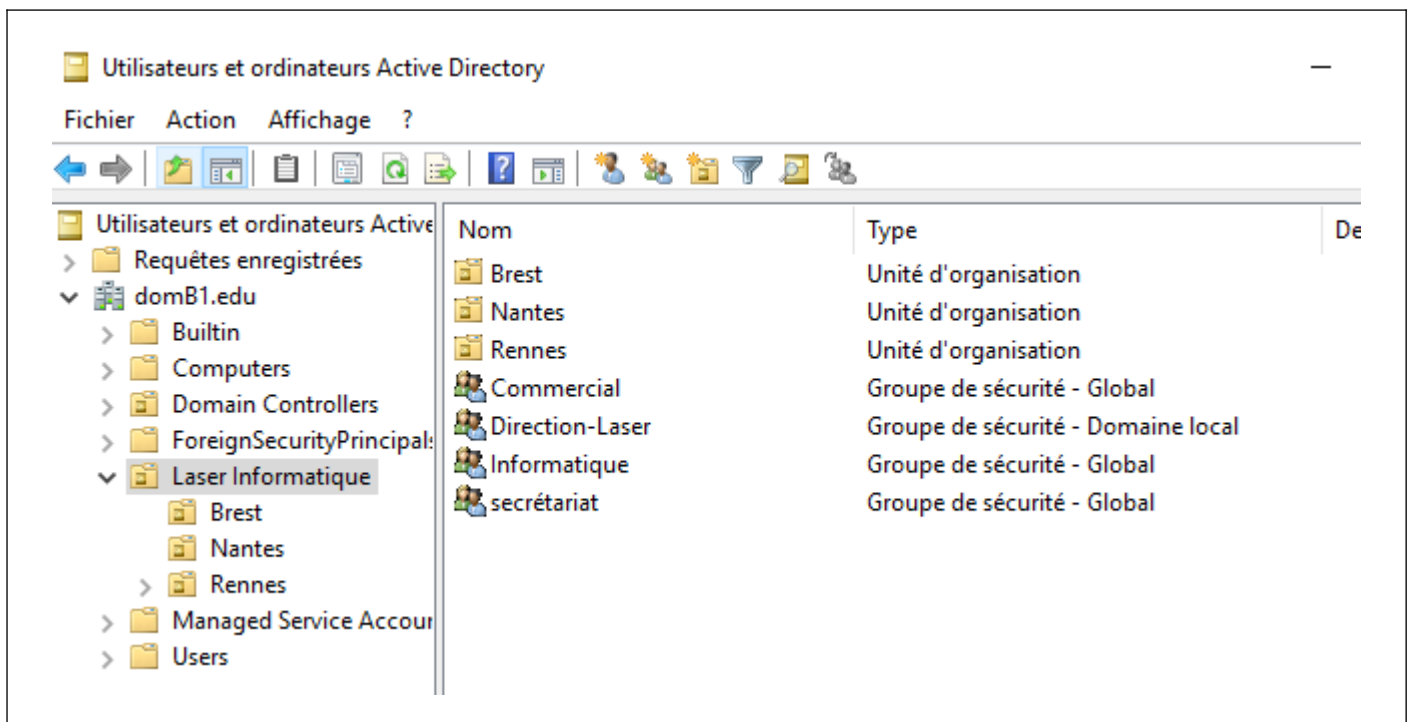 Utilisateurs et ordinateurs Active Directory
Fichier Action Affichage ?
Utilisateurs et ordinateurs Active
Requêtes enregistrées
domB1.edu
Builtin
Computers
Domain Controllers
ForeignSecurityPrincipals
Laser Informatique
Brest
Nantes
Rennes
Managed Service Accour
Users
Nom Type De
Brest Unité d'organisation
Nantes Unité d'organisation
Rennes Unité d'organisation
Commercial Groupe de sécurité - Global
Direction-Laser Groupe de sécurité - Domaine local
Informatique Groupe de sécurité - Global
secrétariat Groupe de sécurité - Global